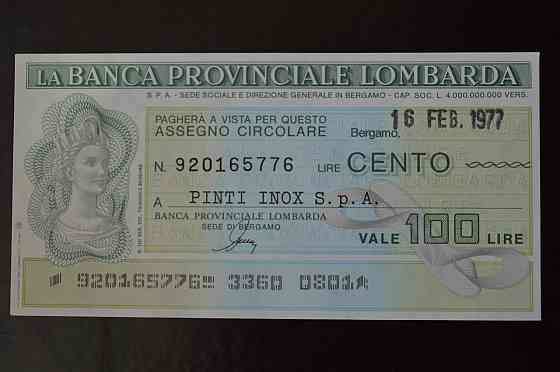 LA BANCA PROVINCIALE LOMBARDA
S.P.A. - SEDE SOCIALE E DIREZIONE GENERALE IN BERGAMO - CAP. SOC. L. 4.000.000.000 VERS.
PAGHERÀ A VISTA PER QUESTO
ASSEGNO CIRCOLARE
Bergamo, 16 FEB. 1977
N. 920165776 LIRE CENTO
A PINTI INOX S.p.A.
BANCA PROVINCIALE LOMBARDA
SEDE DI BERGAMO
VALE 100 LIRE
920165776 3360 0301